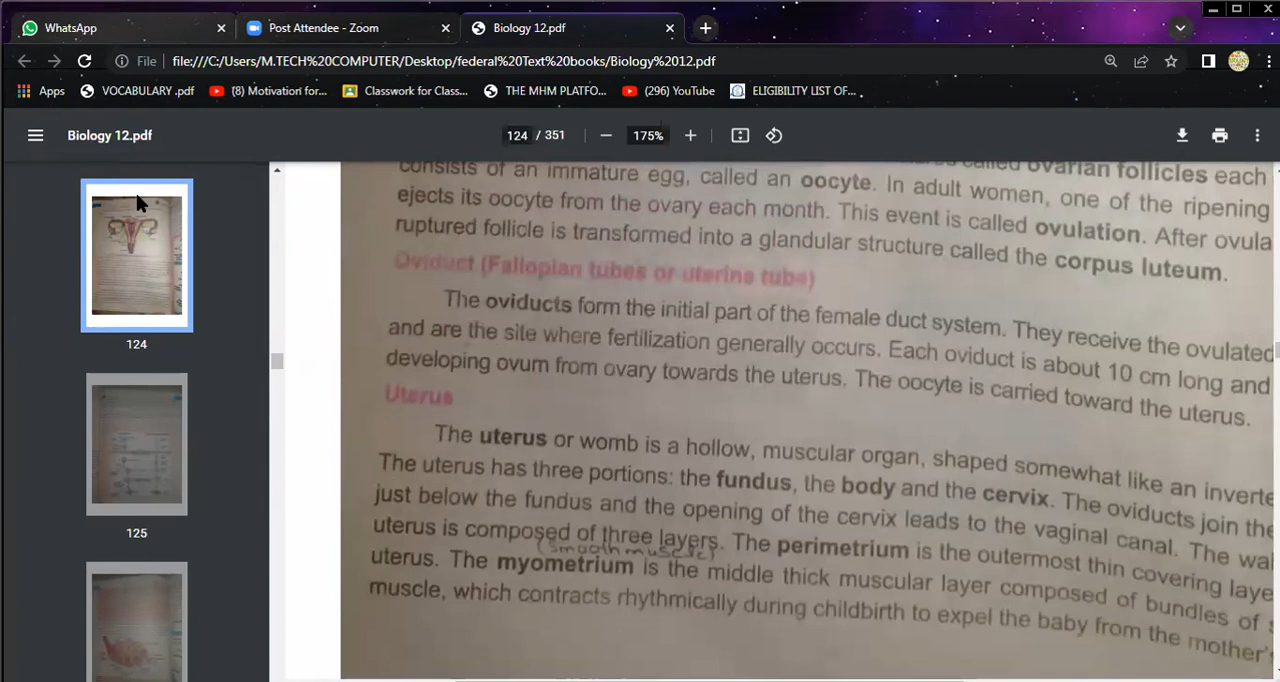 WhatsApp
Post Attendee - Zoom
Biology 12.pdf
File
file:///C:/Users/M.TECH%20COMPUTER/Desktop/federal%20Text%20books/Biology%2012.pdf
Apps
VOCABULARY .pdf
(8) Motivation for...
Classwork for Class...
THE MHM PLATFO...
(296) YouTube
ELIGIBILITY LIST OF...
Biology 12.pdf
124 / 351
175%
124
125
called ovarian follicles each
consists of an immature egg, called an oocyte. In adult women, one of the ripening
ejects its oocyte from the ovary each month. This event is called ovulation. After ovula
ruptured follicle is transformed into a glandular structure called the corpus luteum.
Oviduct (Fallopian tubes or uterine tube)
The oviducts form the initial part of the female duct system. They receive the ovulated
and are the site where fertilization generally occurs. Each oviduct is about 10 cm long and
developing ovum from ovary towards the uterus. The oocyte is carried toward the uterus.
Uterus
The uterus or womb is a hollow, muscular organ, shaped somewhat like an inverte
The uterus has three portions: the fundus, the body and the cervix. The oviducts join the
just below the fundus and the opening of the cervix leads to the vaginal canal. The wal
uterus is composed of three layers. The perimetrium is the outermost thin covering laye
(smooth muscle)
uterus. The myometrium is the middle thick muscular layer composed of bundles of s
muscle, which contracts rhythmically during childbirth to expel the baby from the mother's